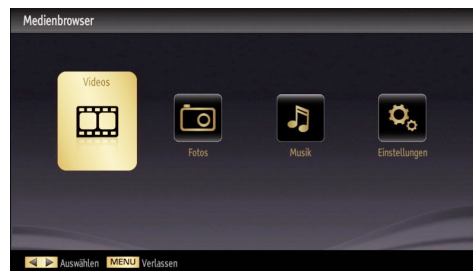 Medienbrowser
Videos
Fotos Musik Einstellungen
Auswählen MENU Verlassen